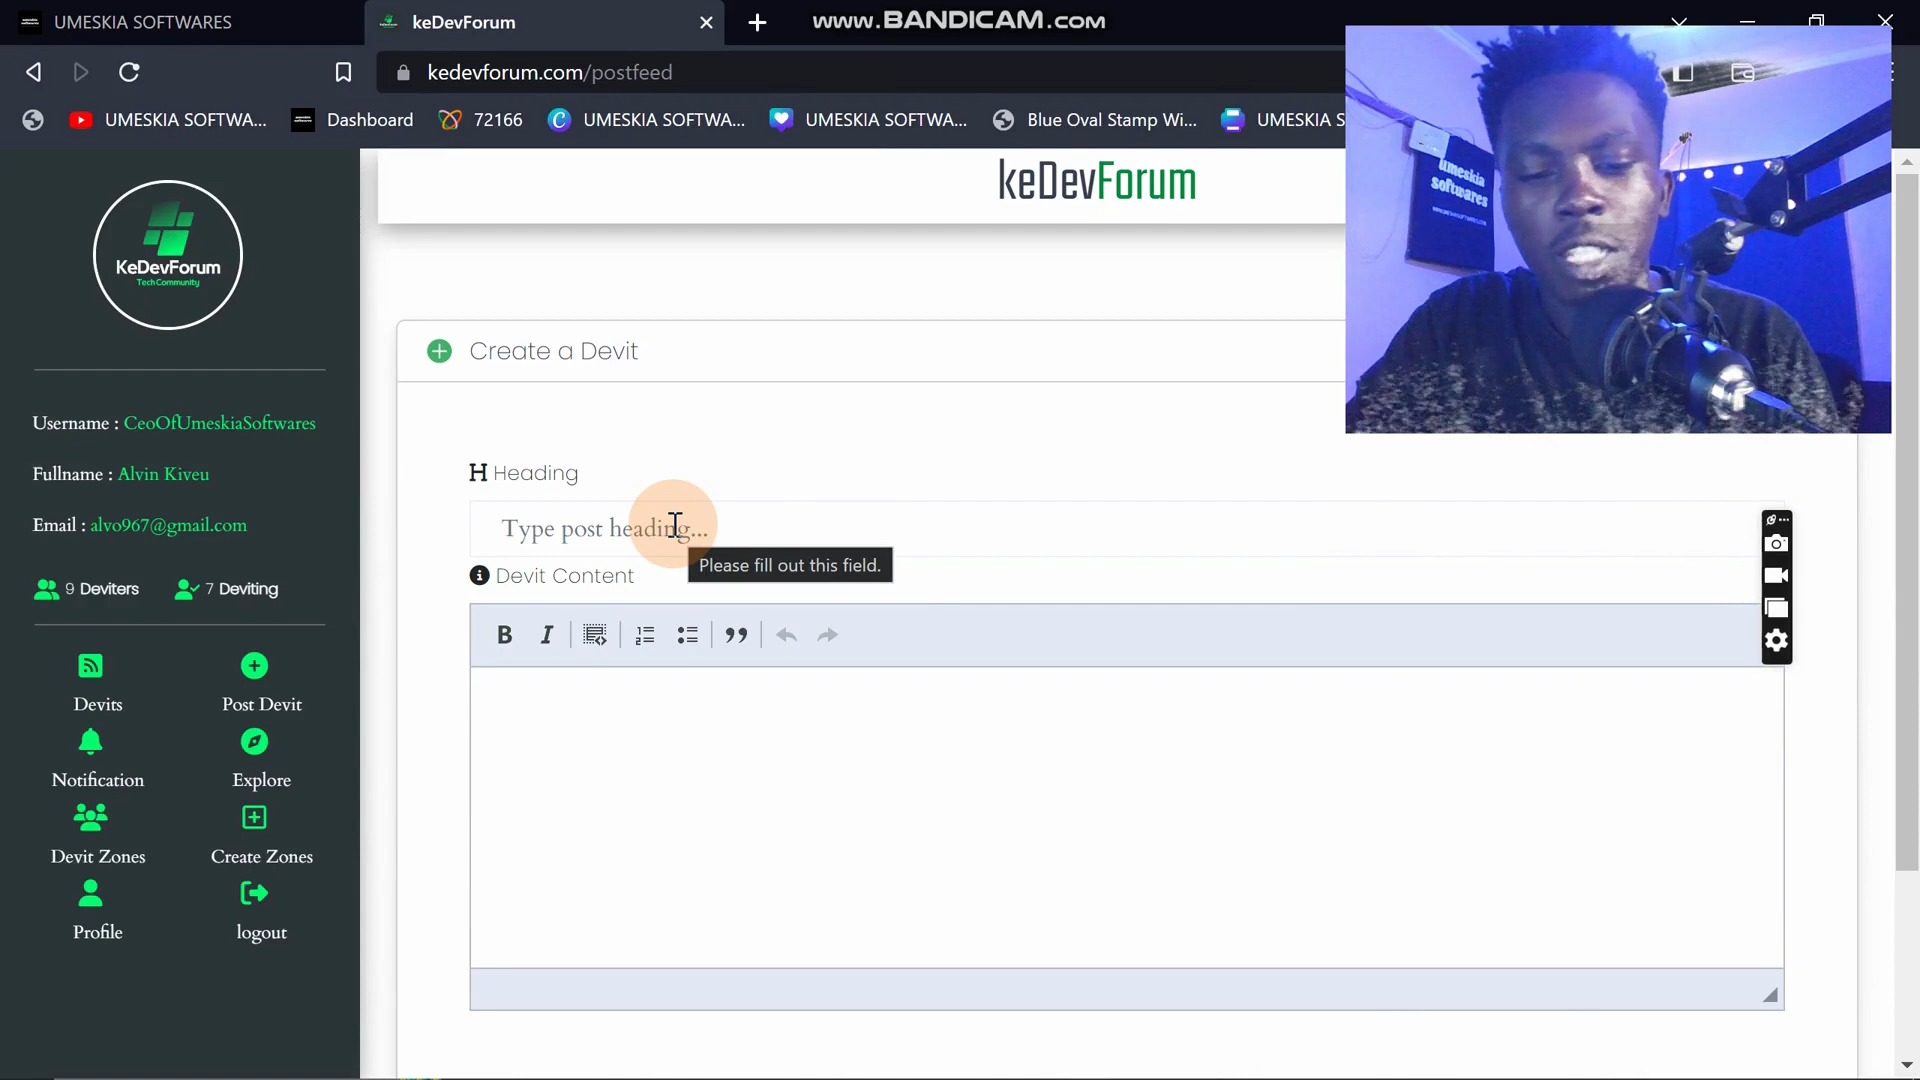 UMESKIA SOFTWARES
keDevForum
www.BANDICAM.com
kedevforum.com/postfeed
UMESKIA SOFTWA...
Dashboard
72166
UMESKIA SOFTWA...
UMESKIA SOFTWA...
Blue Oval Stamp Wi...
UMESKIA S
umeskia
softwares
keDevForum
KeDevForum
Tech Community
Create a Devit
Username : CeoOfUmeskiaSoftwares
Fullname : Alvin Kiveu
Email : alvo967@gmail.com
9 Deviters
7 Deviting
Devits
Post Devit
Notification
Explore
Devit Zones
Create Zones
Profile
logout
H Heading
Type post heading...
Please fill out this field.
Devit Content
B I